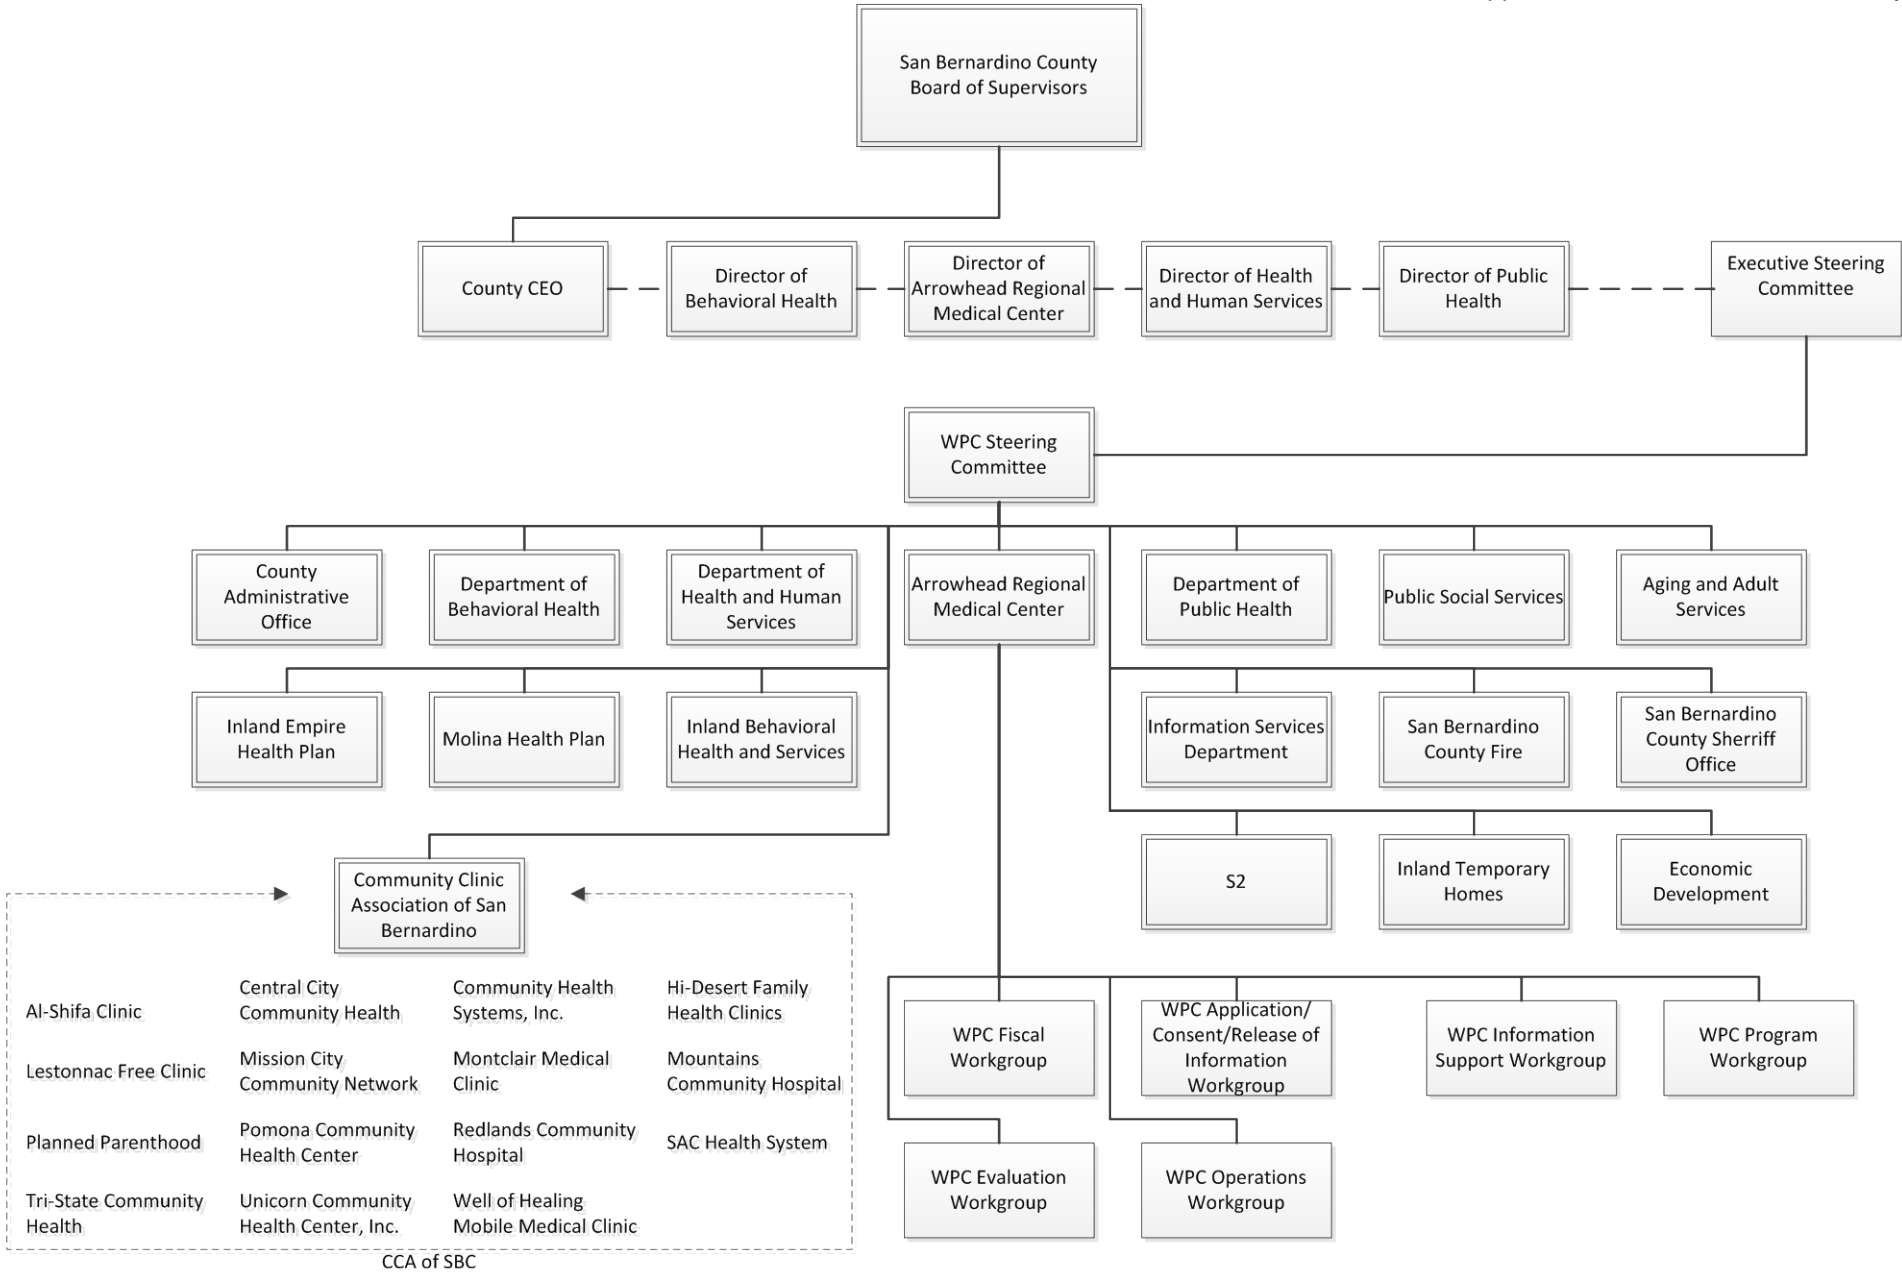 San Bernardino County
Board of Supervisors
County CEO
Director of
Behavioral Health
Director of
Arrowhead Regional
Medical Center
Director of Health
and Human Services
Director of Public
Health
Executive Steering
Committee
WPC Steering
Committee
County
Administrative
Office
Department of
Behavioral Health
Department of
Health and Human
Services
Arrowhead Regional
Medical Center
Department of
Public Health
Public Social Services
Aging and Adult
Services
Inland Empire
Health Plan
Molina Health Plan
Inland Behavioral
Health and Services
Information Services
Department
San Bernardino
County Fire
San Bernardino
County Sherriff
Office
S2
Inland Temporary
Homes
Economic
Development
Community Clinic
Association of San
Bernardino
Al-Shifa Clinic
Central City
Community Health
Community Health
Systems, Inc.
Hi-Desert Family
Health Clinics
Lestonnac Free Clinic
Mission City
Community Network
Montclair Medical
Clinic
Mountains
Community Hospital
Planned Parenthood
Pomona Community
Health Center
Redlands Community
Hospital
SAC Health System
Tri-State Community
Health
Unicorn Community
Health Center, Inc.
Well of Healing
Mobile Medical Clinic
CCA of SBC
WPC Fiscal
Workgroup
WPC Application/
Consent/Release of
Information
Workgroup
WPC Information
Support Workgroup
WPC Program
Workgroup
WPC Evaluation
Workgroup
WPC Operations
Workgroup